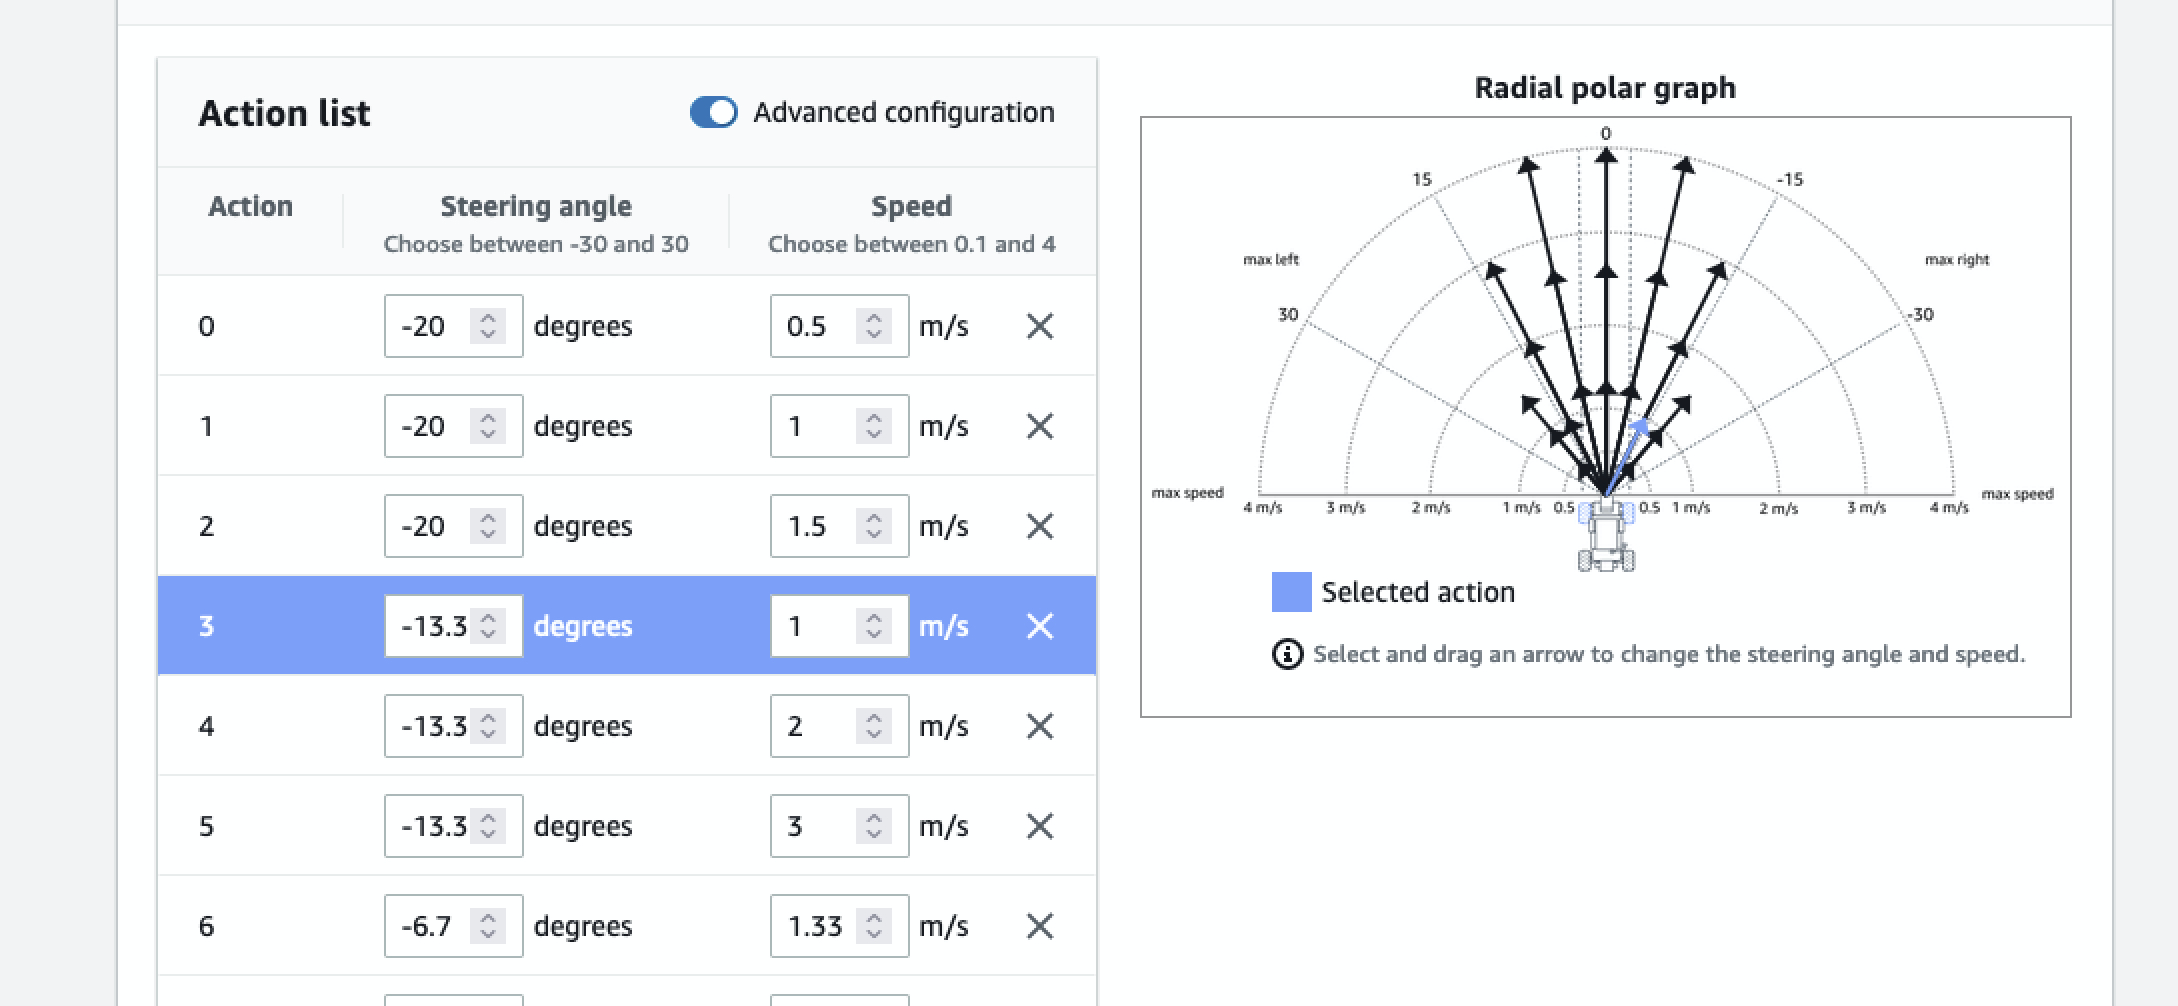 Action list
Advanced configuration
Action
Steering angle
Choose between -30 and 30
Speed
Choose between 0.1 and 4
0 -20 degrees 0.5 m/s
1 -20 degrees 1 m/s
2 -20 degrees 1.5 m/s
3 -13.3 degrees 1 m/s
4 -13.3 degrees 2 m/s
5 -13.3 degrees 3 m/s
6 -6.7 degrees 1.33 m/s
Radial polar graph
0
15 -15
max left max right
30 -30
max speed 4 m/s 3 m/s 2 m/s 1 m/s 0.5 0.5 1 m/s 2 m/s 3 m/s 4 m/s max speed
Selected action
Select and drag an arrow to change the steering angle and speed.